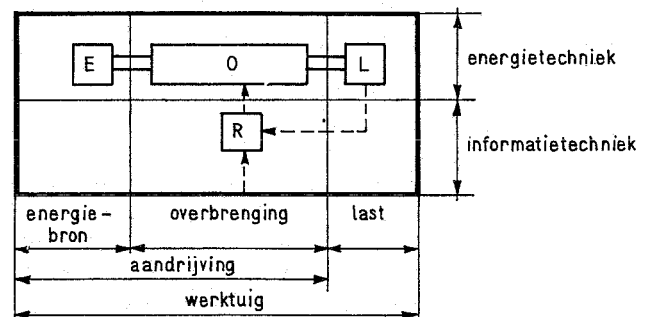 E O L
energietechniek
R
informatietechniek
energie- overbrenging last
bron
aandrijving
werktuig